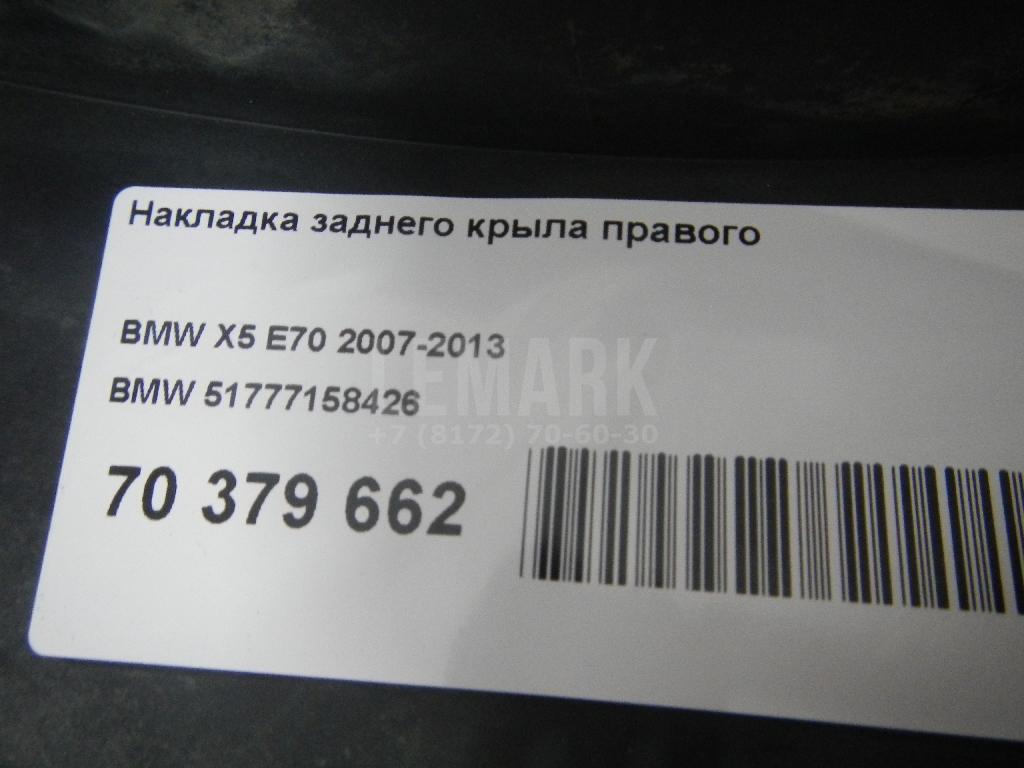 Накладка заднего крыла правого
BMW X5 E70 2007-2013
BMW 51777158426
LEMARK
+7 (8172) 70-60-30
70 379 662